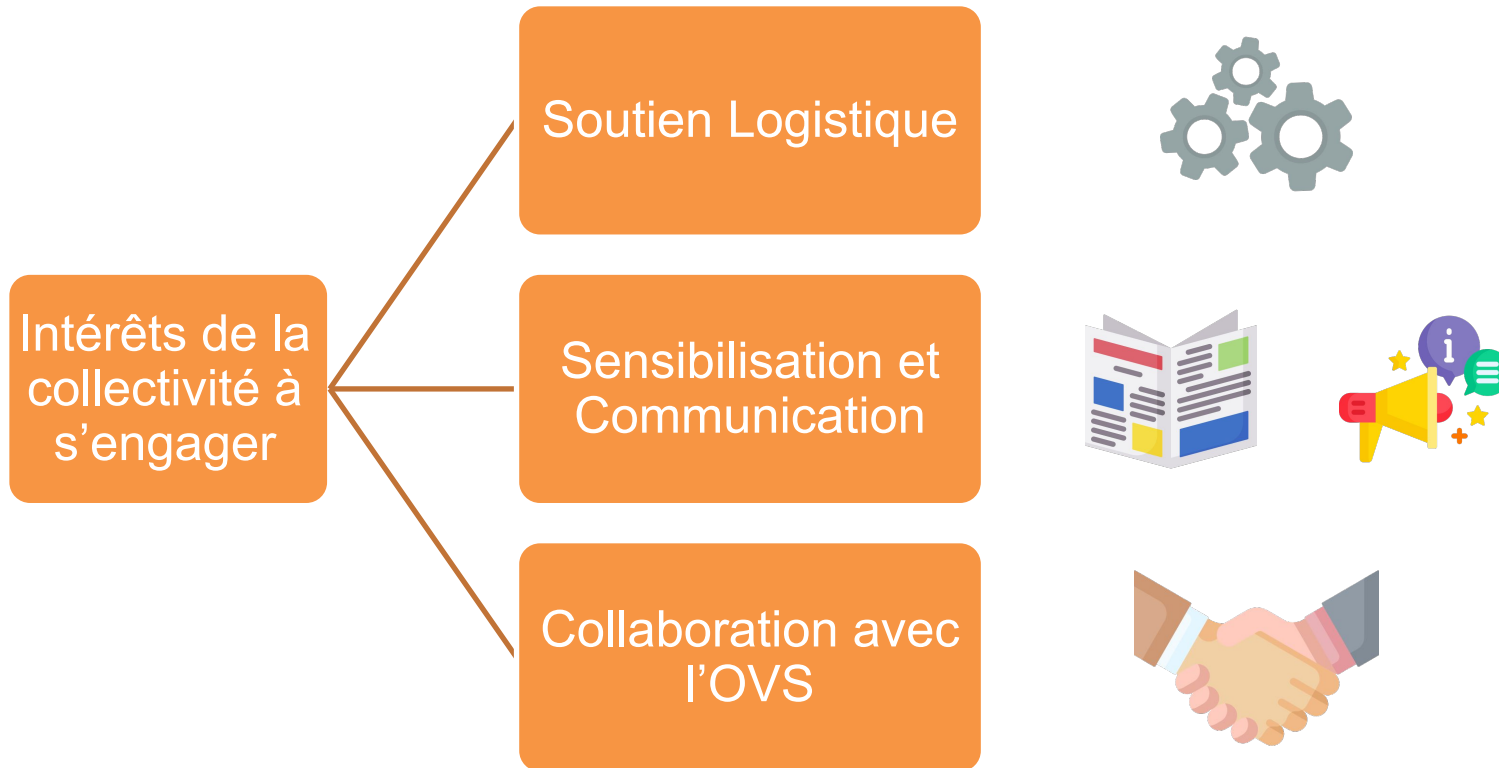 Soutien Logistique
Intérêts de la
collectivité à
s’engager
Sensibilisation et
Communication
Collaboration avec
l’OVS
i